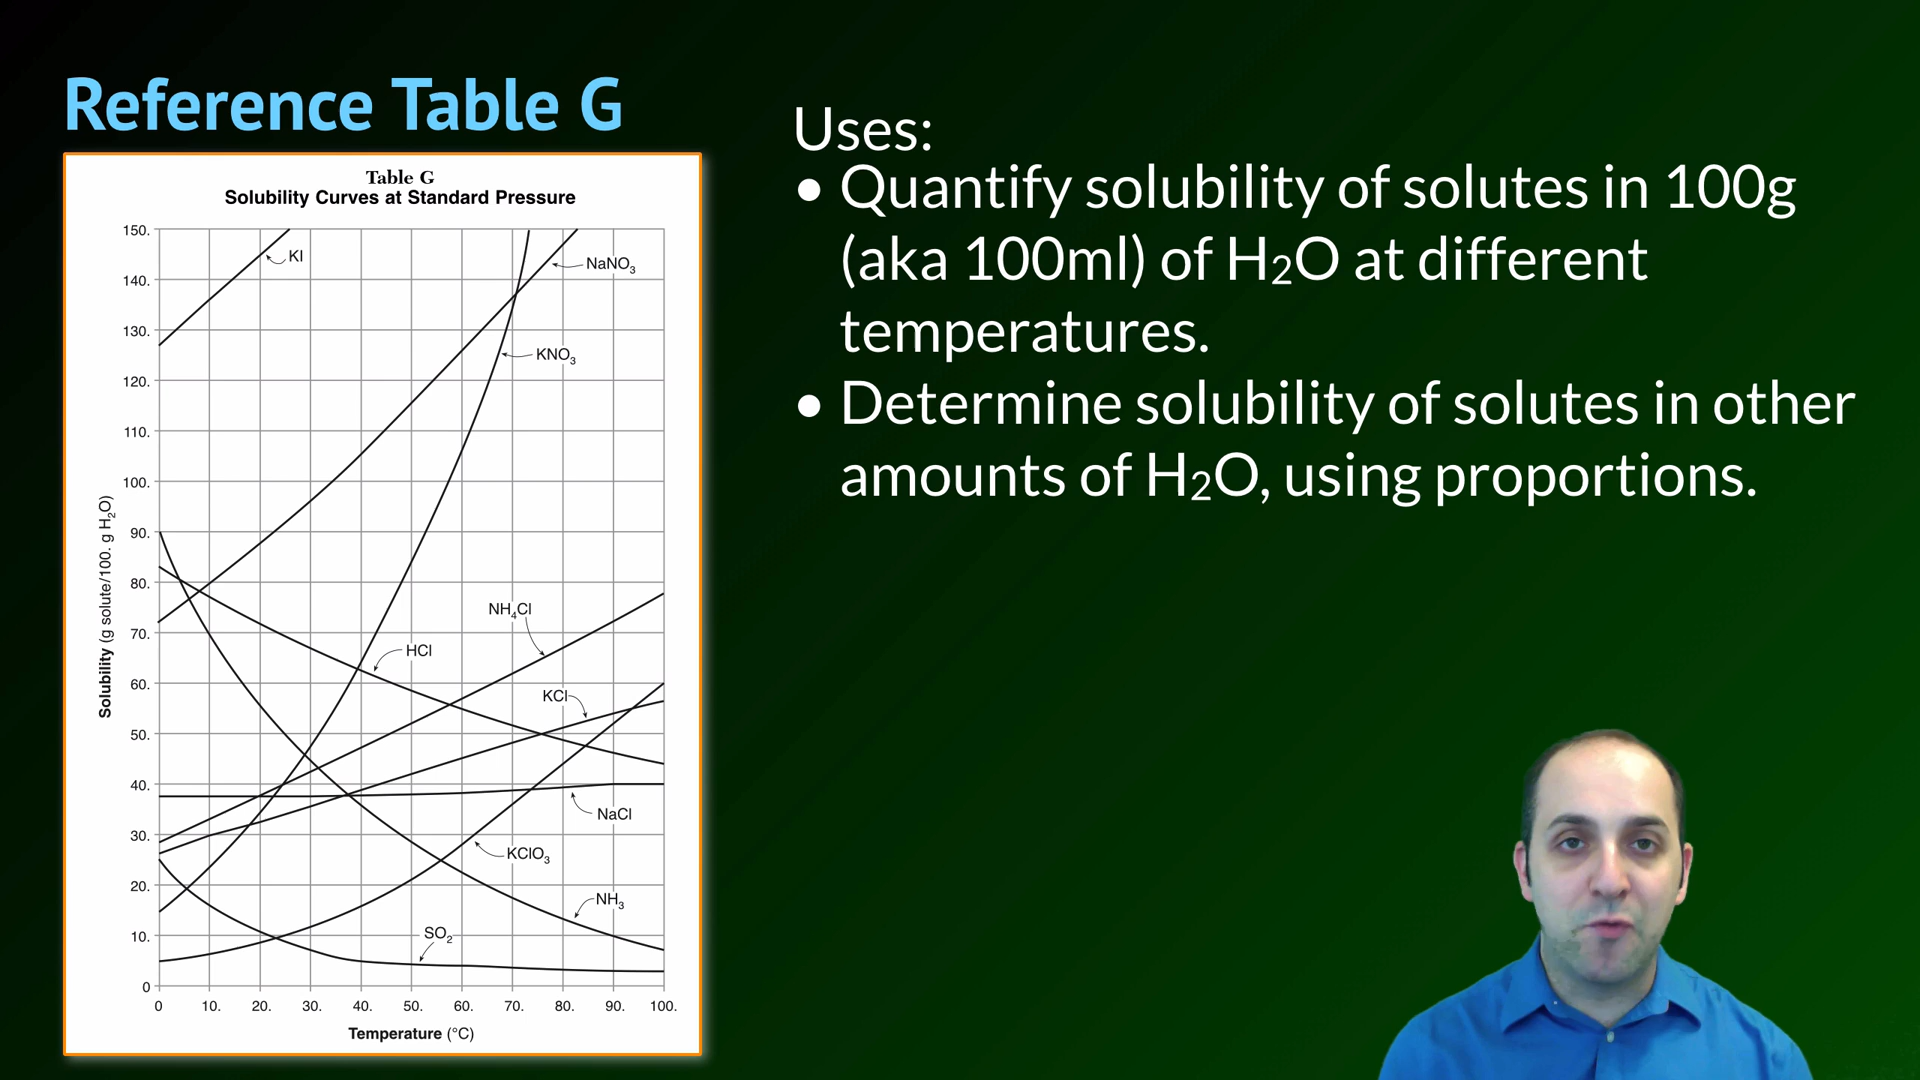 Reference Table G
Table G
Solubility Curves at Standard Pressure
150.
140.
130.
120.
110.
100.
90.
80.
70.
60.
50.
40.
30.
20.
10.
0
Solubility (g solute/100. g H₂O)
KI
NaNO₃
KNO₃
NH₄Cl
HCl
KCl
NaCl
KClO₃
NH₃
SO₂
0 10. 20. 30. 40. 50. 60. 70. 80. 90. 100.
Temperature (°C)
Uses:
• Quantify solubility of solutes in 100g
(aka 100ml) of H₂O at different
temperatures.
• Determine solubility of solutes in other
amounts of H₂O, using proportions.